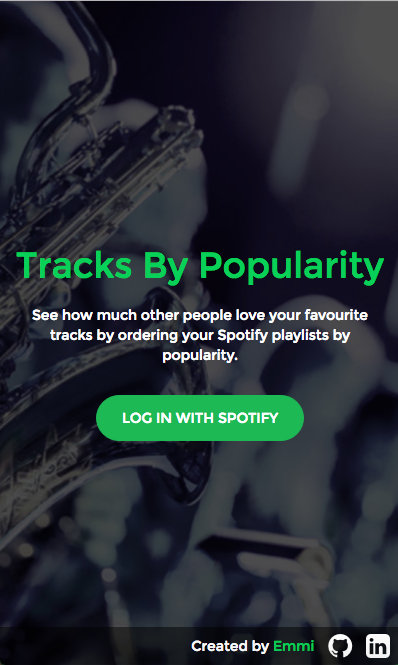 Tracks By Popularity
See how much other people love your favourite
tracks by ordering your Spotify playlists by
popularity.
LOG IN WITH SPOTIFY
Created by Emmi